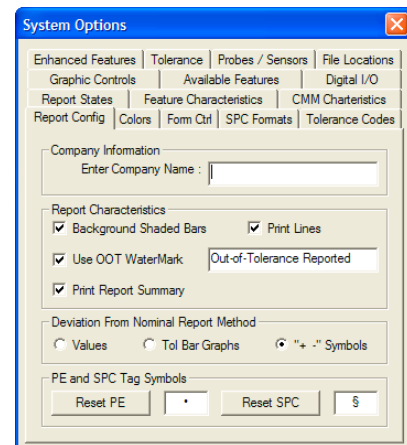 System Options
Enhanced Features Tolerance Probes / Sensors File Locations
Graphic Controls Available Features Digital I/O
Report States Feature Characteristics CMM Charteristics
Report Config Colors Form Ctrl SPC Formats Tolerance Codes
Company Information
Enter Company Name :
Report Characteristics
Background Shaded Bars Print Lines
Use OOT WaterMark Out-of-Tolerance Reported
Print Report Summary
Deviation From Nominal Report Method
Values Tol Bar Graphs "+ -" Symbols
PE and SPC Tag Symbols
Reset PE • Reset SPC §